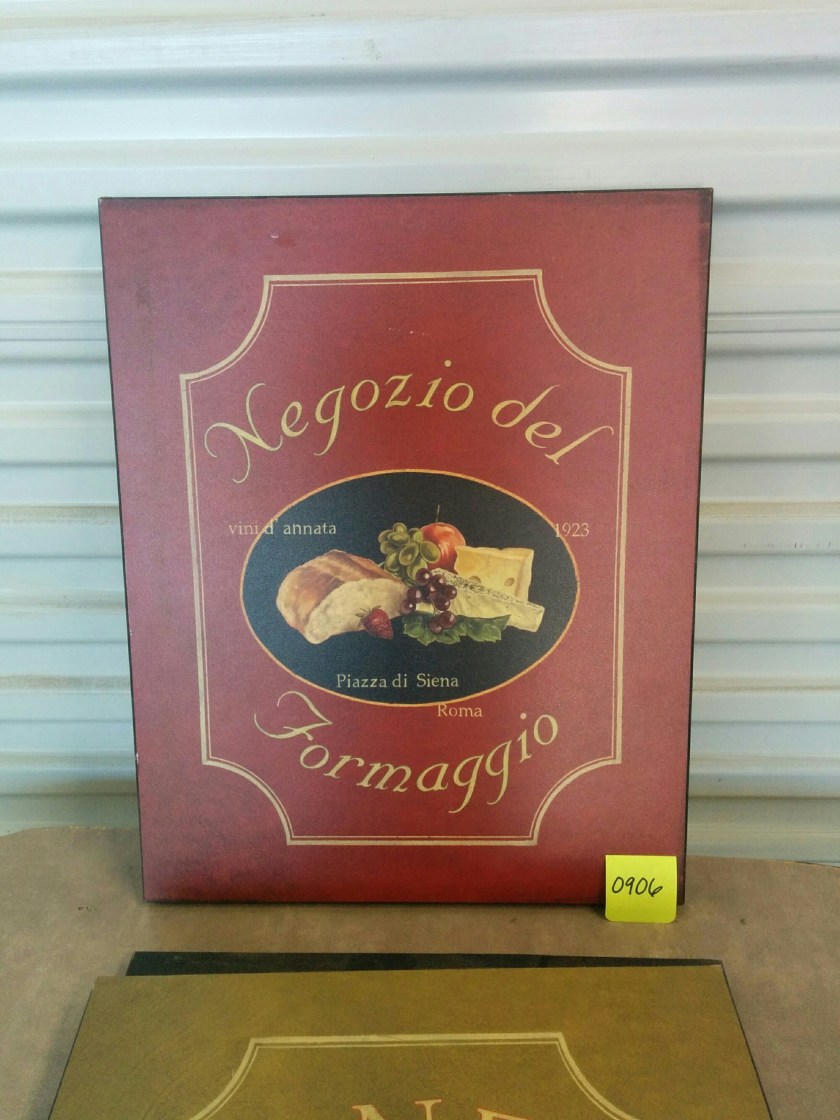 Negozio del
vini d' annata
1923
Piazza di Siena
Roma
Formaggio
0906